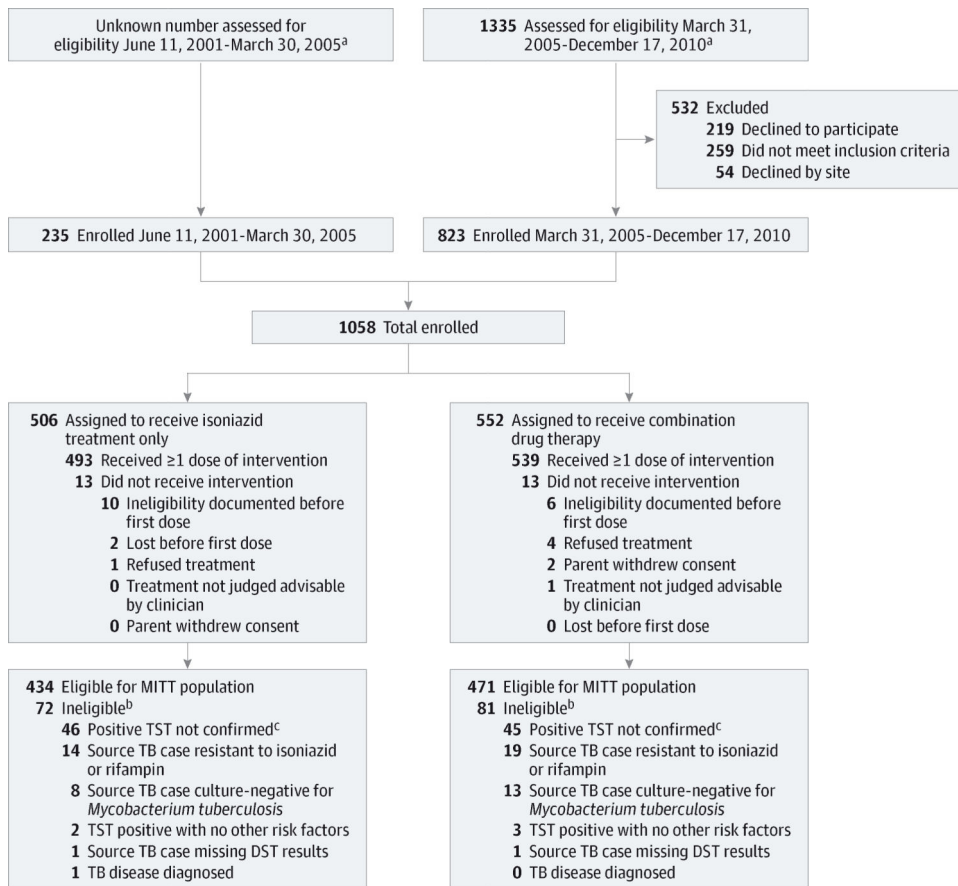 Unknown number assessed for
eligibility June 11, 2001-March 30, 2005a
1335 Assessed for eligibility March 31,
2005-December 17, 2010a
532 Excluded
219 Declined to participate
259 Did not meet inclusion criteria
54 Declined by site
235 Enrolled June 11, 2001-March 30, 2005
823 Enrolled March 31, 2005-December 17, 2010
1058 Total enrolled
506 Assigned to receive isoniazid
treatment only
493 Received ≥1 dose of intervention
13 Did not receive intervention
10 Ineligibility documented before
first dose
2 Lost before first dose
1 Refused treatment
0 Treatment not judged advisable
by clinician
0 Parent withdrew consent
552 Assigned to receive combination
drug therapy
539 Received ≥1 dose of intervention
13 Did not receive intervention
6 Ineligibility documented before
first dose
4 Refused treatment
2 Parent withdrew consent
1 Treatment not judged advisable
by clinician
0 Lost before first dose
434 Eligible for MITT population
72 Ineligibleb
46 Positive TST not confirmedc
14 Source TB case resistant to isoniazid
or rifampin
8 Source TB case culture-negative for
Mycobacterium tuberculosis
2 TST positive with no other risk factors
1 Source TB case missing DST results
1 TB disease diagnosed
471 Eligible for MITT population
81 Ineligibleb
45 Positive TST not confirmedc
19 Source TB case resistant to isoniazid
or rifampin
13 Source TB case culture-negative for
Mycobacterium tuberculosis
3 TST positive with no other risk factors
1 Source TB case missing DST results
0 TB disease diagnosed